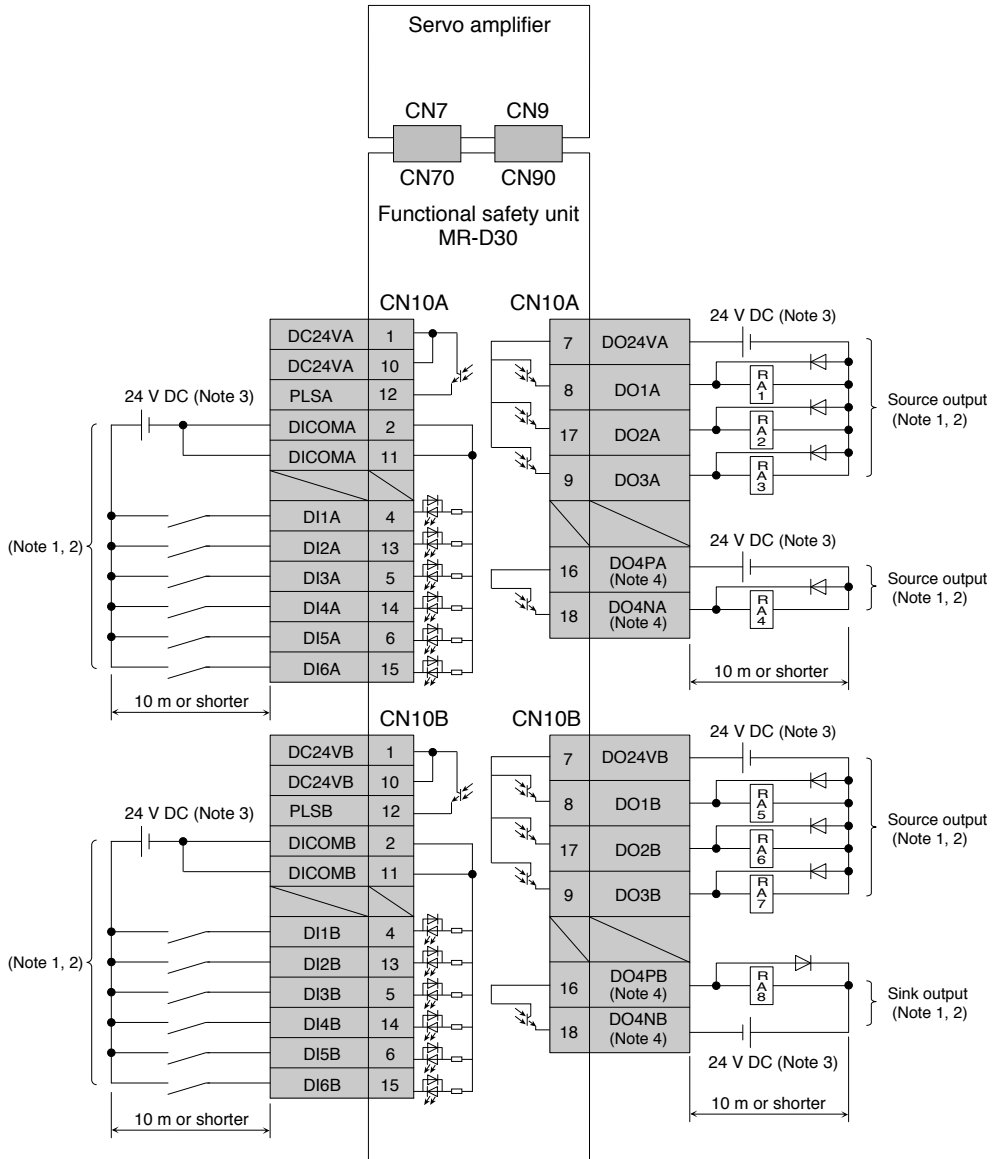 Servo amplifier
CN7
CN9
CN70
CN90
Functional safety unit
MR-D30
CN10A
DC24VA 1
DC24VA 10
PLSA 12
DICOMA 2
DICOMA 11
DI1A 4
DI2A 13
DI3A 5
DI4A 14
DI5A 6
DI6A 15
24 V DC (Note 3)
(Note 1, 2)
10 m or shorter
CN10A
7 DO24VA
8 DO1A
17 DO2A
9 DO3A
16 DO4PA
(Note 4)
18 DO4NA
(Note 4)
24 V DC (Note 3)
RA1
RA2
RA3
Source output
(Note 1, 2)
24 V DC (Note 3)
RA4
Source output
(Note 1, 2)
10 m or shorter
CN10B
DC24VB 1
DC24VB 10
PLSB 12
DICOMB 2
DICOMB 11
DI1B 4
DI2B 13
DI3B 5
DI4B 14
DI5B 6
DI6B 15
24 V DC (Note 3)
(Note 1, 2)
10 m or shorter
CN10B
7 DO24VB
8 DO1B
17 DO2B
9 DO3B
16 DO4PB
(Note 4)
18 DO4NB
(Note 4)
24 V DC (Note 3)
RA5
RA6
RA7
Source output
(Note 1, 2)
RA8
Sink output
(Note 1, 2)
24 V DC (Note 3)
10 m or shorter